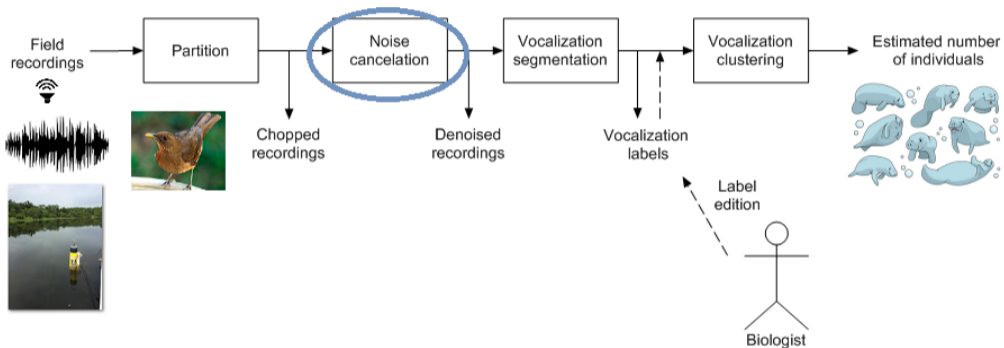 Field
recordings
Partition
Noise
cancelation
Vocalization
segmentation
Vocalization
clustering
Estimated number
of individuals
Chopped
recordings
Denoised
recordings
Vocalization
labels
Label
edition
Biologist